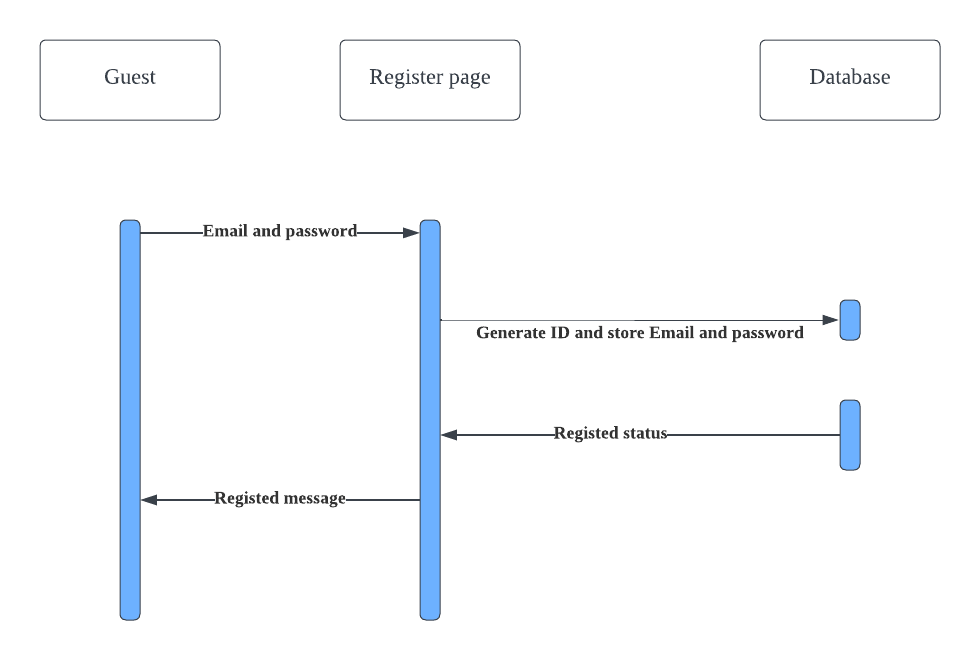 Guest
Register page
Database
Email and password
Generate ID and store Email and password
Registed status
Registed message